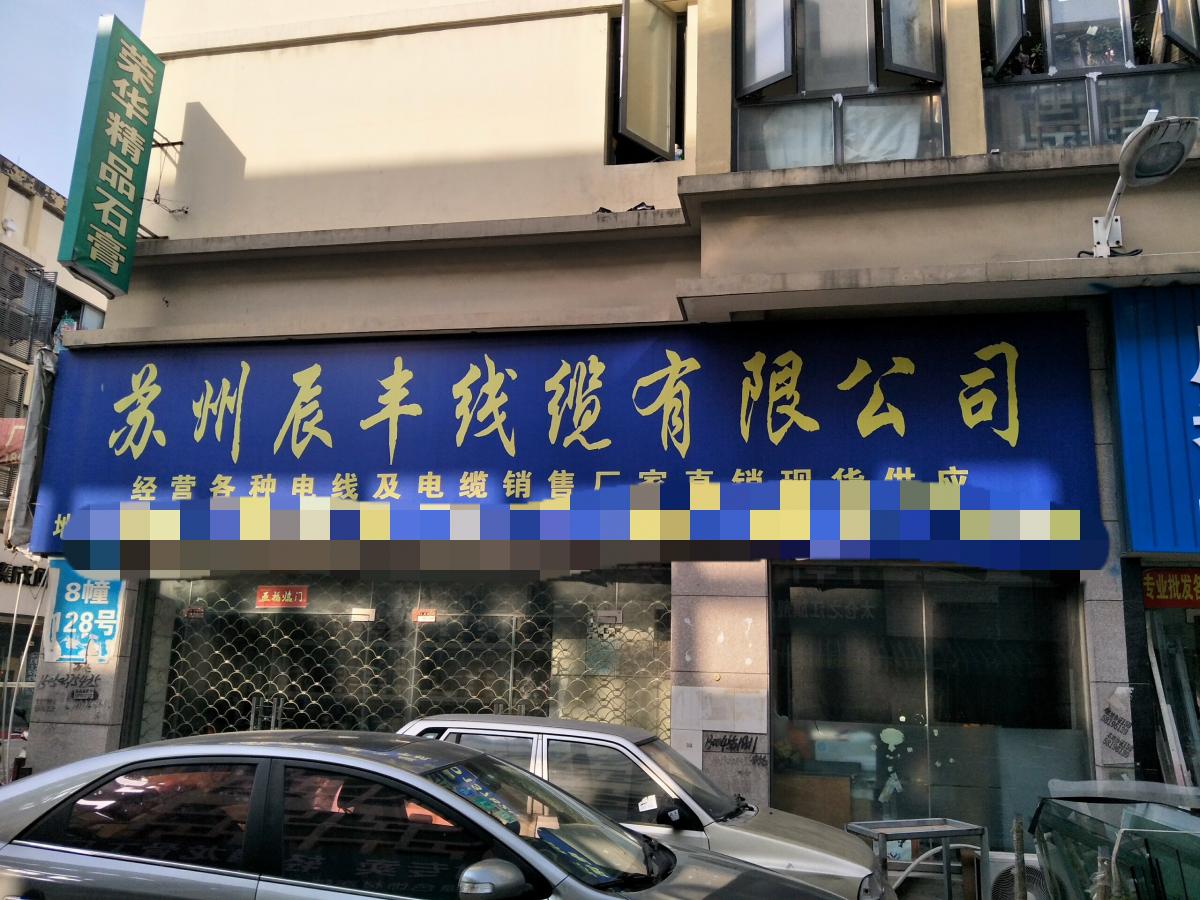 荣华精品石膏
苏州辰丰线缆有限公司
经营各种电线及电缆销售厂家直销现货供应
地
8幢
128号
五福临门
专业批发各